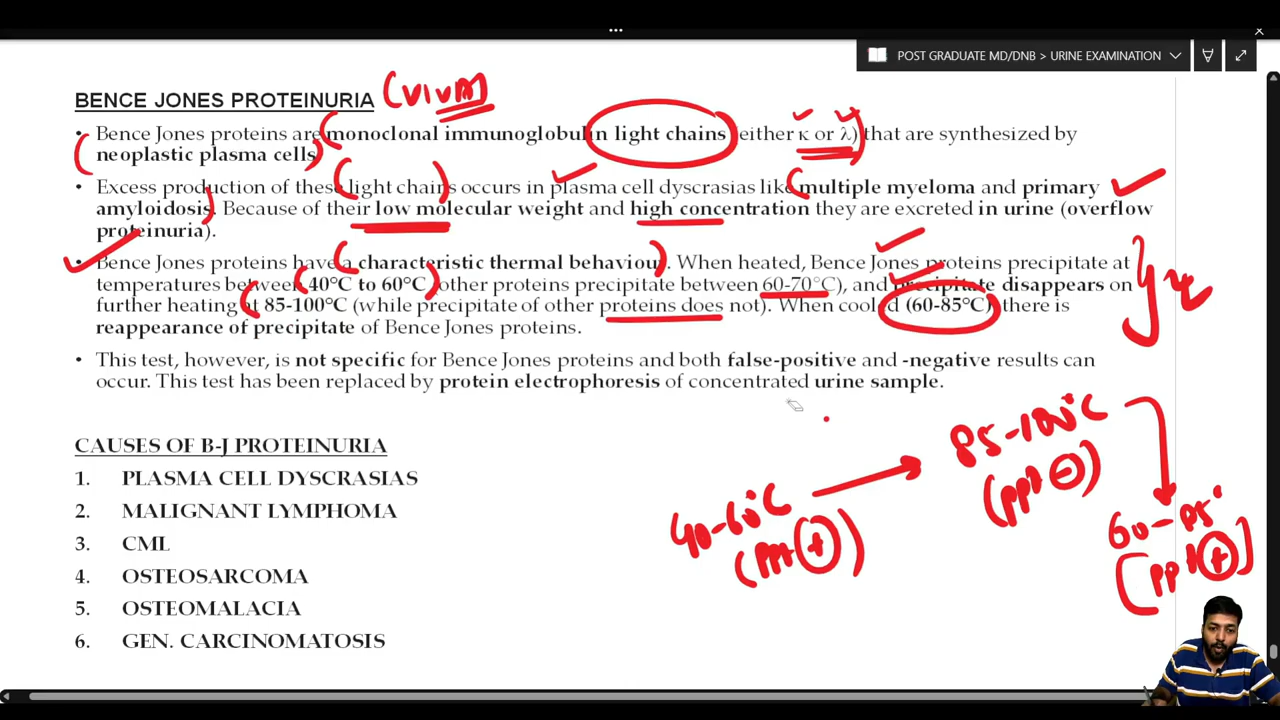 POST GRADUATE MD/DNB > URINE EXAMINATION
BENCE JONES PROTEINURIA (VIVA)
• Bence Jones proteins are monoclonal immunoglobulin light chains (either κ or λ) that are synthesized by
neoplastic plasma cells.
• Excess production of these light chains occurs in plasma cell dyscrasias like multiple myeloma and primary
amyloidosis. Because of their low molecular weight and high concentration they are excreted in urine (overflow
proteinuria).
• Bence Jones proteins have a characteristic thermal behaviour. When heated, Bence Jones proteins precipitate at
temperatures between 40°C to 60°C (other proteins precipitate between 60-70°C), and precipitate disappears on
further heating at 85-100°C (while precipitate of other proteins does not). When cooled (60-85°C), there is
reappearance of precipitate of Bence Jones proteins.
• This test, however, is not specific for Bence Jones proteins and both false-positive and -negative results can
occur. This test has been replaced by protein electrophoresis of concentrated urine sample.
CAUSES OF B-J PROTEINURIA
1. PLASMA CELL DYSCRASIAS
2. MALIGNANT LYMPHOMA
3. CML
4. OSTEOSARCOMA
5. OSTEOMALACIA
6. GEN. CARCINOMATOSIS
40-60°C
(ppt +)
85-100°C
(ppt -)
60-85°
(ppt +)